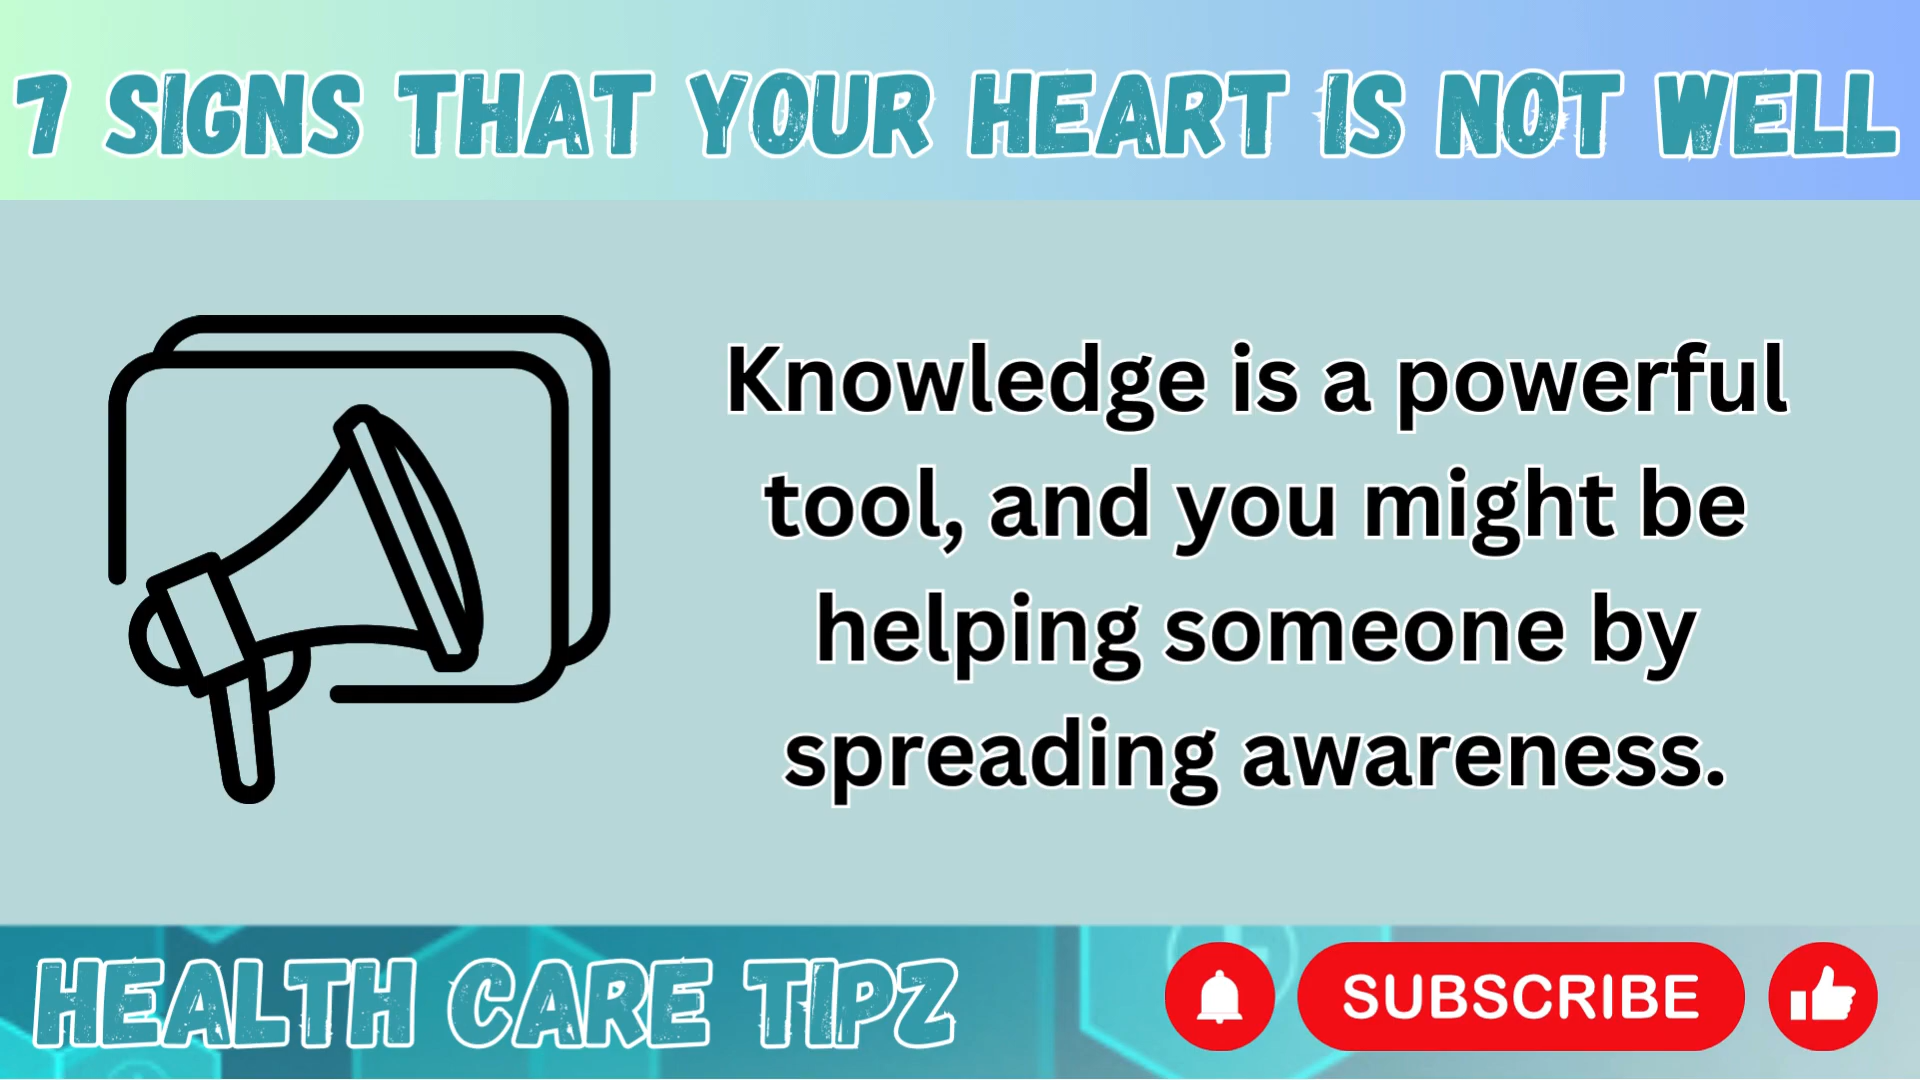 7 SIGNS THAT YOUR HEART IS NOT WELL
Knowledge is a powerful
tool, and you might be
helping someone by
spreading awareness.
HEALTH CARE TIPZ
SUBSCRIBE